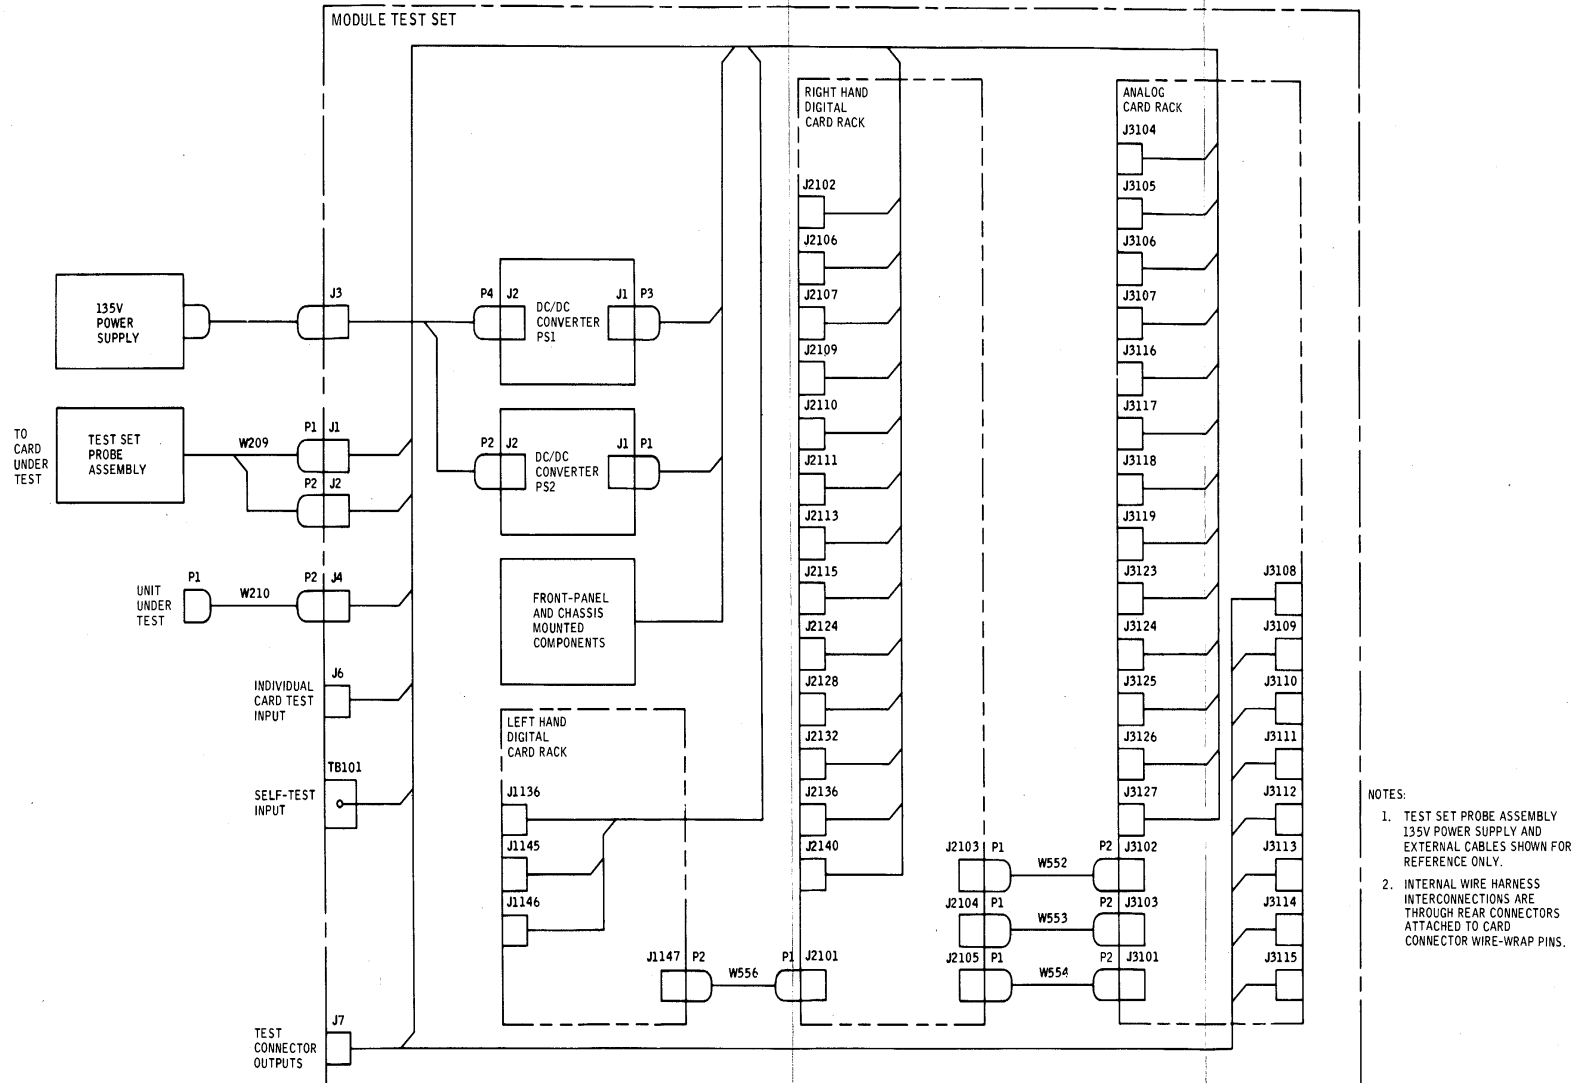 MODULE TEST SET
135V
POWER
SUPPLY
J3
P4
J2
DC/DC
CONVERTER
PS1
J1
P3
TO
CARD
UNDER
TEST
TEST SET
PROBE
ASSEMBLY
W209
P1
J1
P2
J2
P2
J2
DC/DC
CONVERTER
PS2
J1
P1
UNIT
UNDER
TEST
P1
W210
P2
J4
FRONT-PANEL
AND CHASSIS
MOUNTED
COMPONENTS
INDIVIDUAL
CARD TEST
INPUT
J6
SELF-TEST
INPUT
TB101
TEST
CONNECTOR
OUTPUTS
J7
LEFT HAND
DIGITAL
CARD RACK
J1136
J1145
J1146
J1147
P2
W556
P1
J2101
RIGHT HAND
DIGITAL
CARD RACK
J2102
J2106
J2107
J2109
J2110
J2111
J2113
J2115
J2124
J2128
J2132
J2136
J2140
J2103
P1
W552
P2
J3102
J2104
P1
W553
P2
J3103
J2105
P1
W554
P2
J3101
ANALOG
CARD RACK
J3104
J3105
J3106
J3107
J3116
J3117
J3118
J3119
J3123
J3124
J3125
J3126
J3127
J3108
J3109
J3110
J3111
J3112
J3113
J3114
J3115
NOTES:
1. TEST SET PROBE ASSEMBLY
135V POWER SUPPLY AND
EXTERNAL CABLES SHOWN FOR
REFERENCE ONLY.
2. INTERNAL WIRE HARNESS
INTERCONNECTIONS ARE
THROUGH REAR CONNECTORS
ATTACHED TO CARD
CONNECTOR WIRE-WRAP PINS.